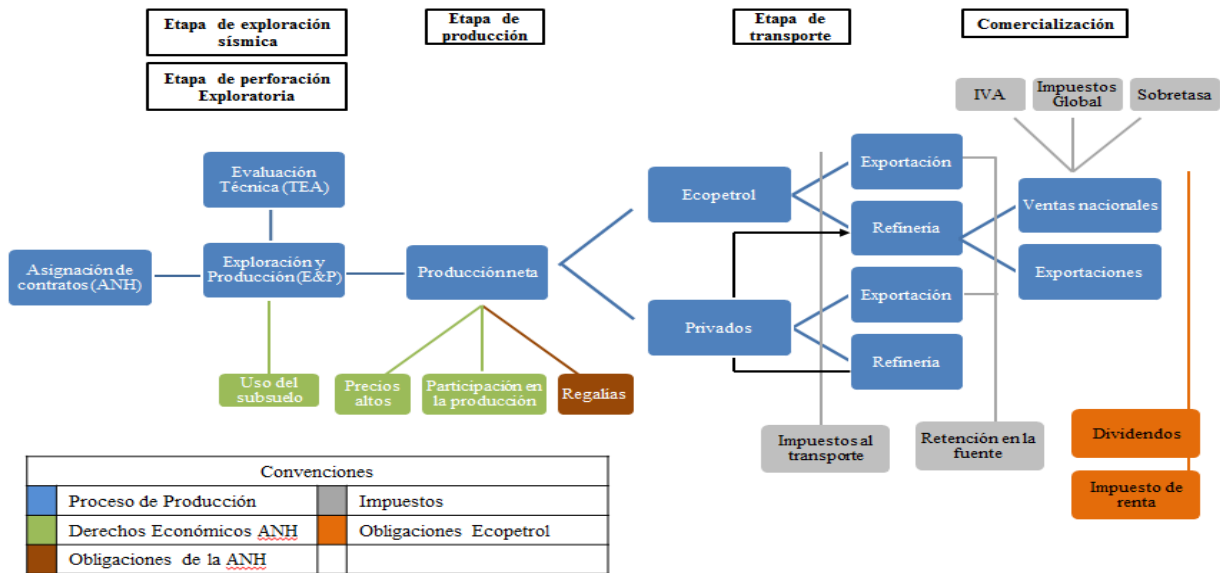 Etapa de exploración
sísmica
Etapa de perforación
Exploratoria
Etapa de
producción
Etapa de
transporte
Comercialización
IVA
Impuestos
Global
Sobretasa
Evaluación
Técnica (TEA)
Asignación de
contratos (ANH)
Exploración y
Producción (E&P)
Producción neta
Ecopetrol
Privados
Exportación
Refinería
Exportación
Refinería
Ventas nacionales
Exportaciones
Uso del
subsuelo
Precios
altos
Participación en
la producción
Regalías
Impuestos al
transporte
Retención en la
fuente
Dividendos
Impuesto de
renta
Convenciones
Proceso de Producción
Impuestos
Derechos Económicos ANH
Obligaciones Ecopetrol
Obligaciones de la ANH